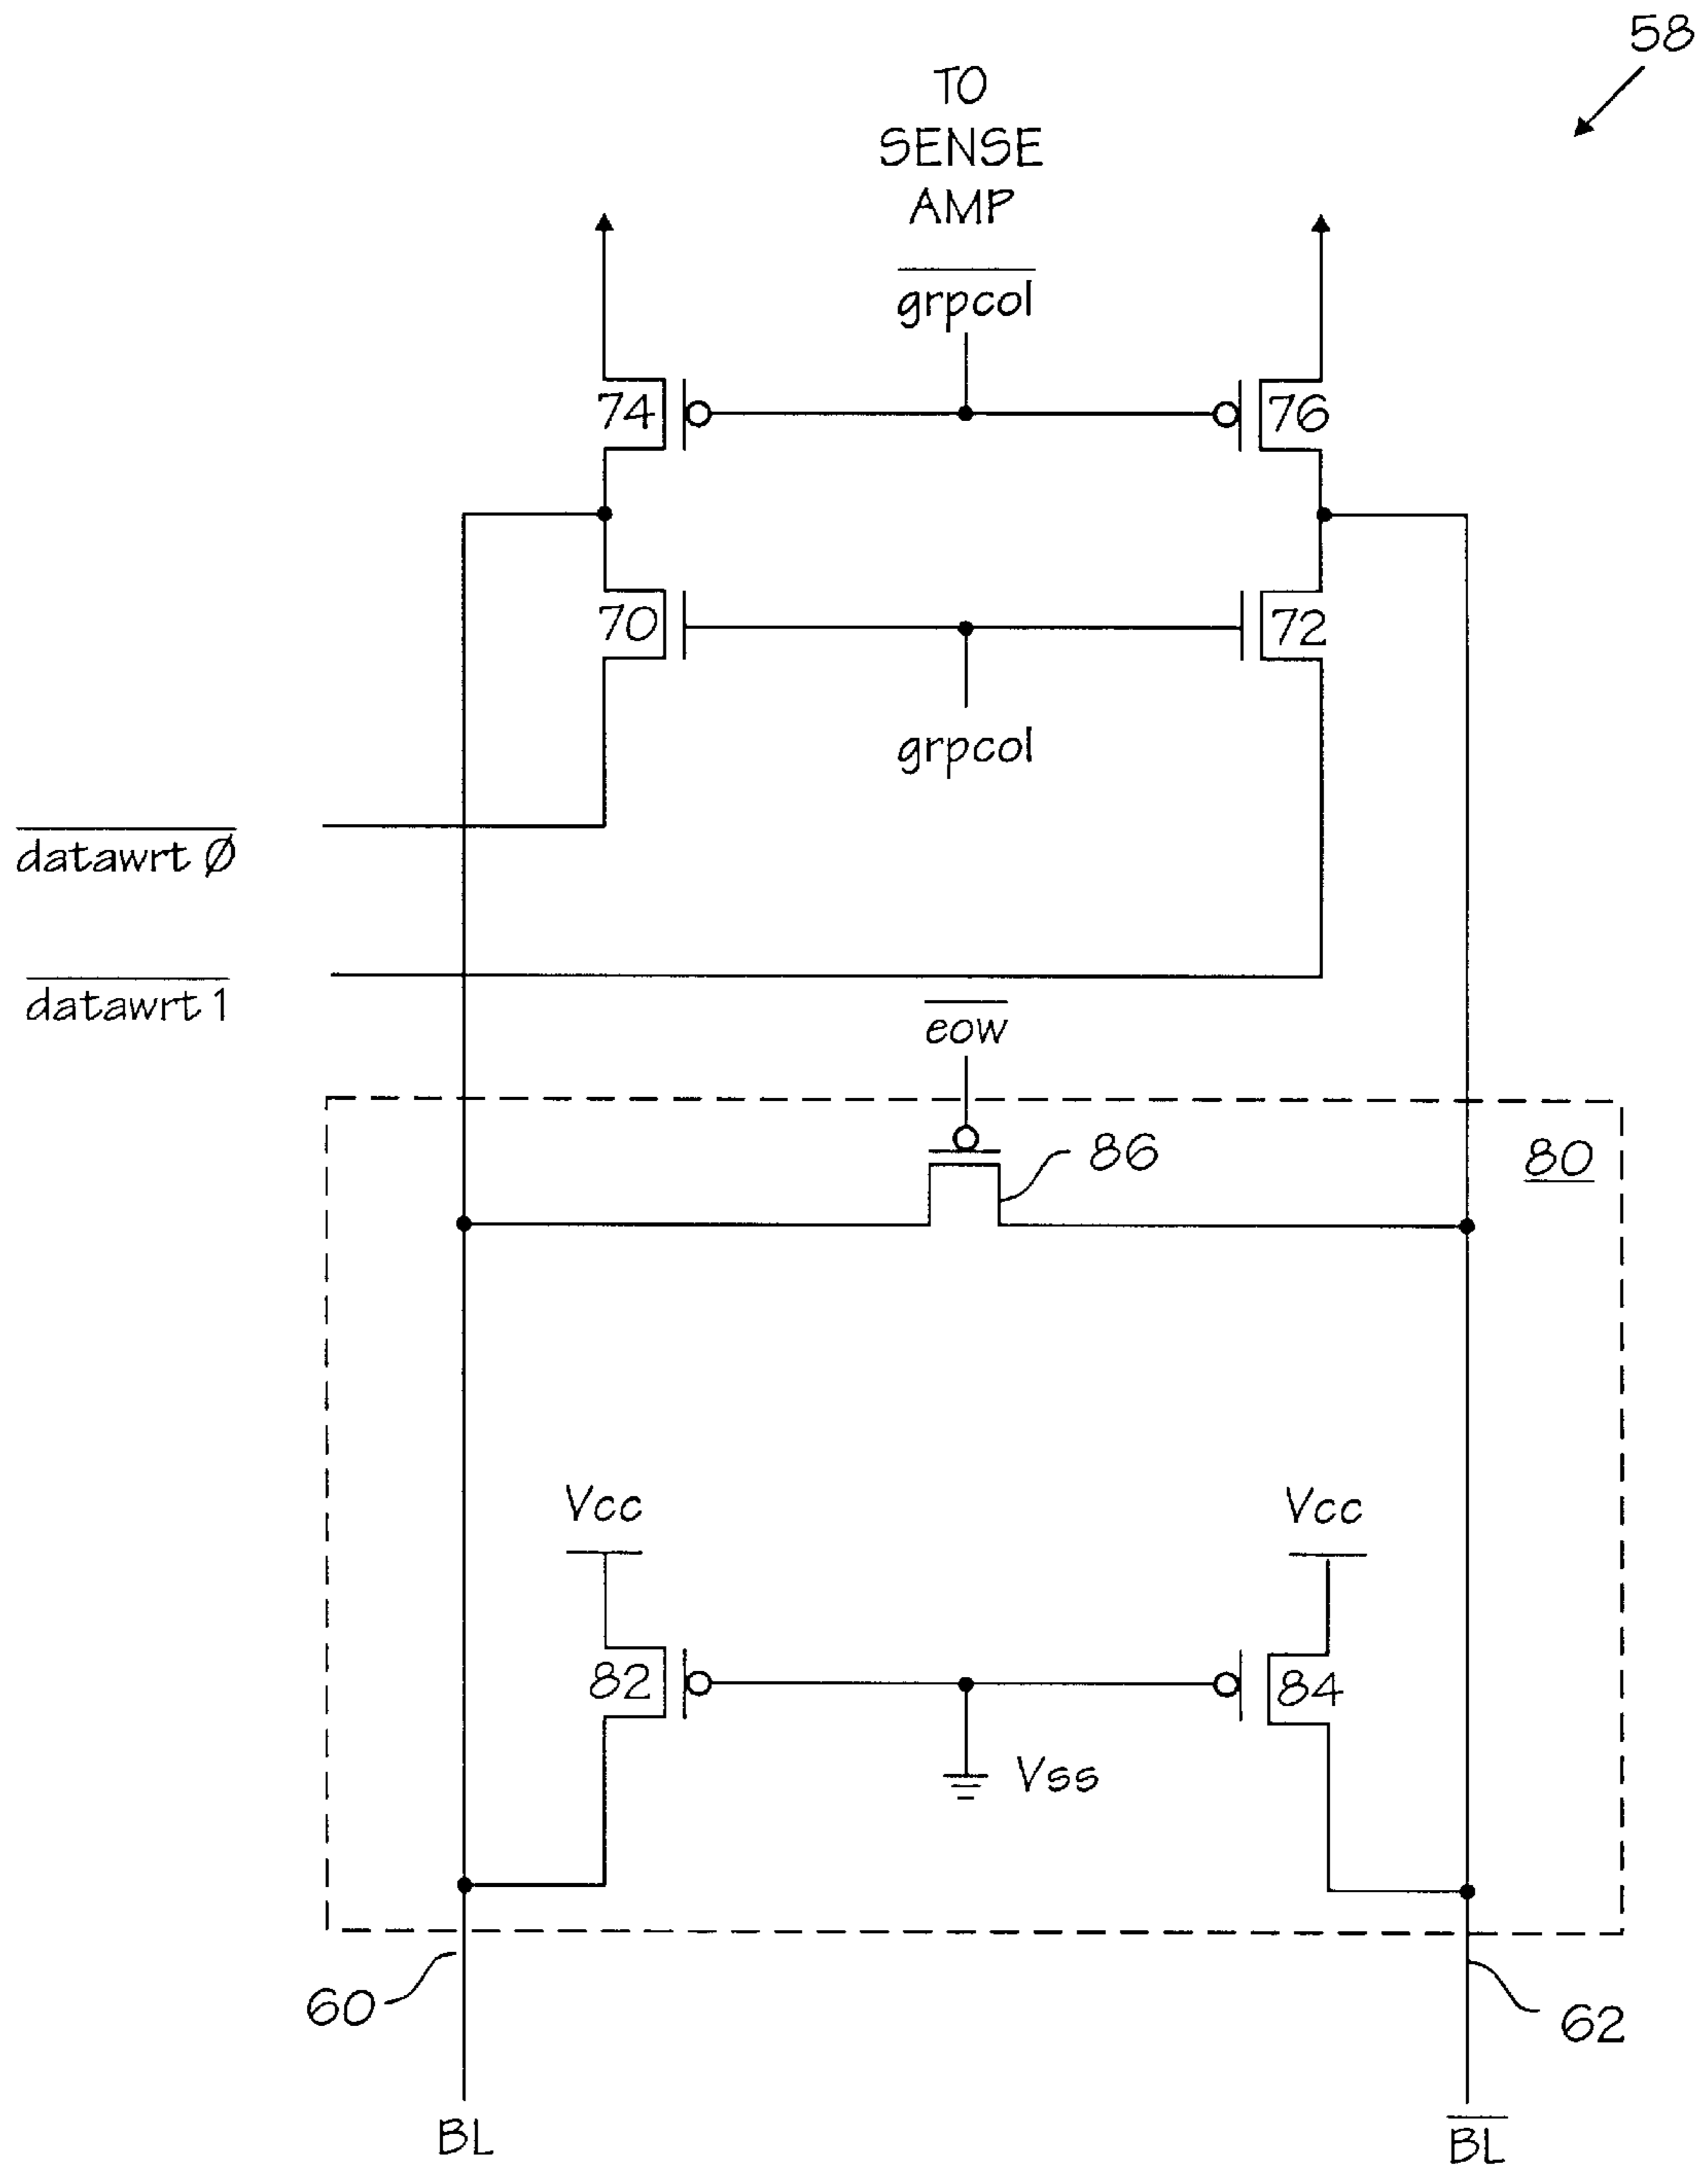 58
TO
SENSE
AMP
grpcol
74
76
70
72
grpcol
datawrt Ø
datawrt 1
eow
86
80
Vcc
Vcc
82
84
Vss
60
62
BL
BL